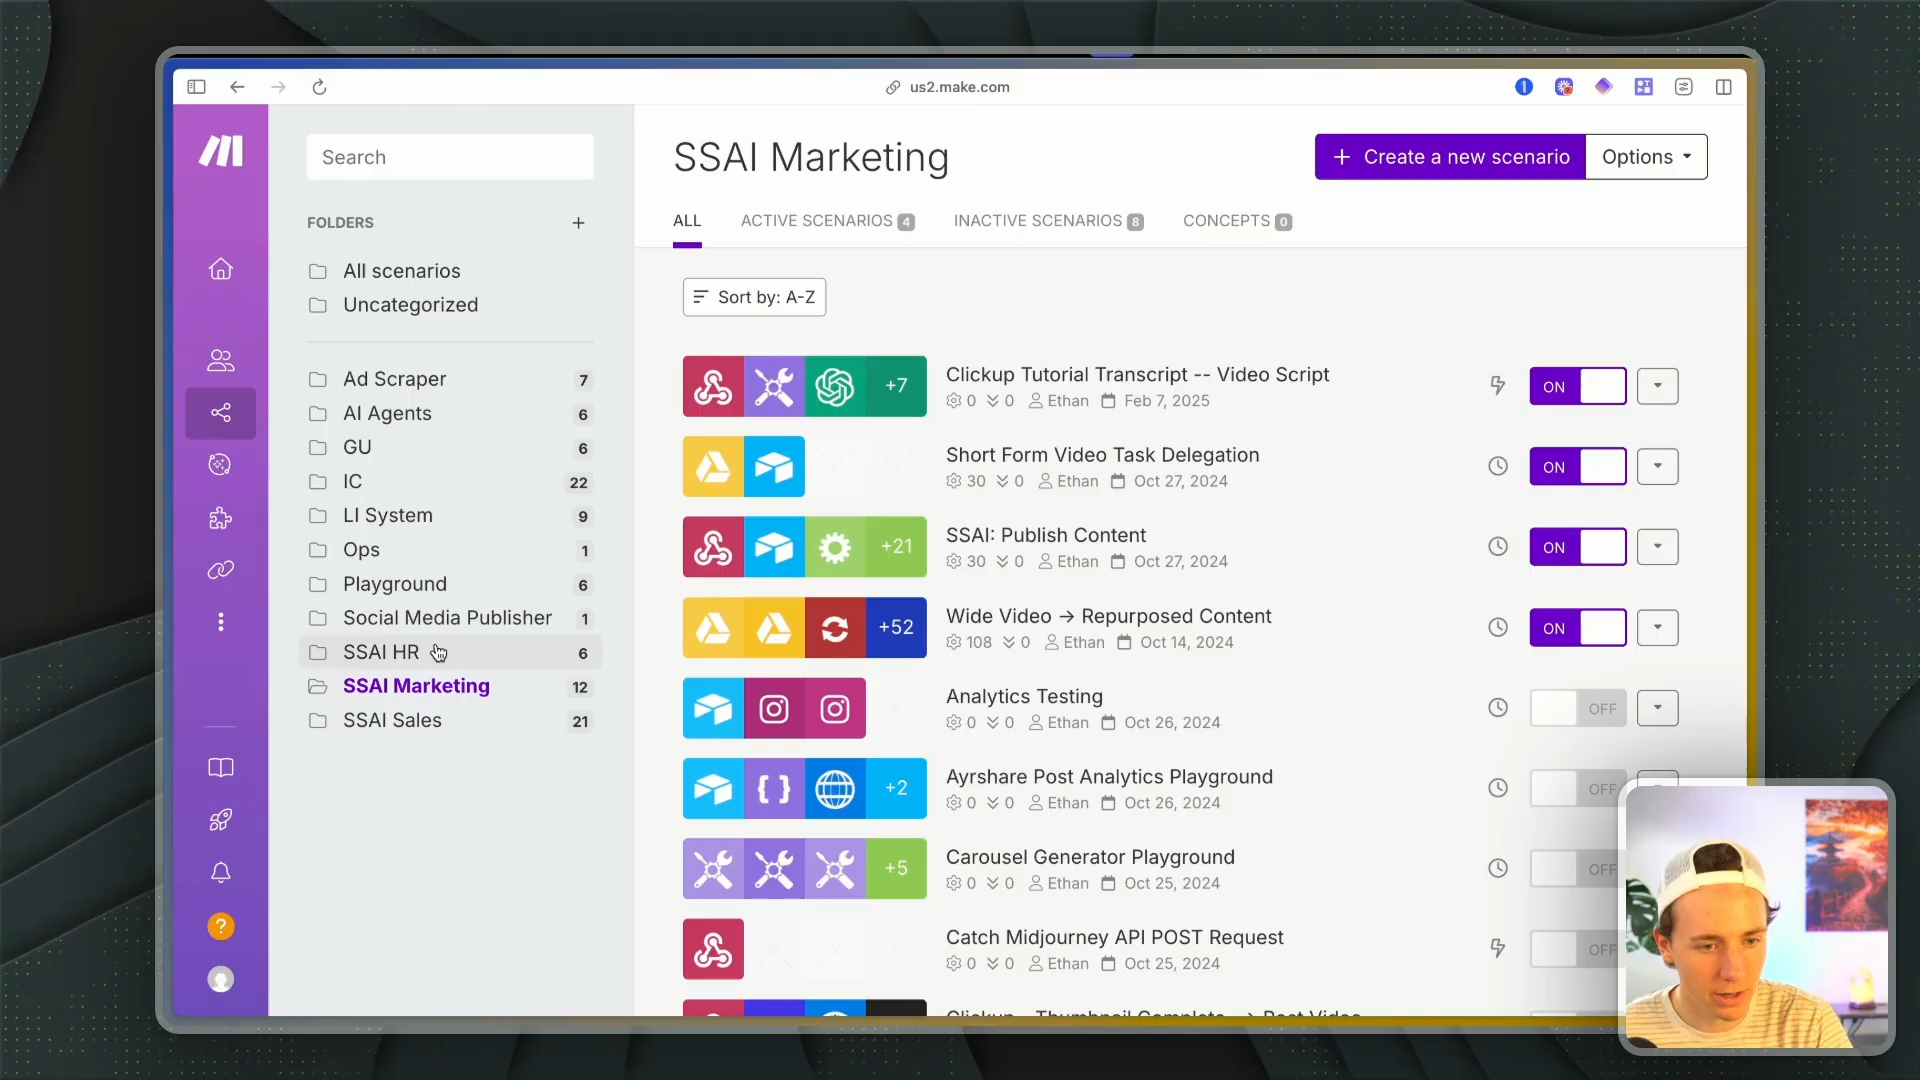 us2.make.com
Search
FOLDERS
All scenarios
Uncategorized
Ad Scraper 7
AI Agents 6
GU 6
IC 22
LI System 9
Ops 1
Playground 6
Social Media Publisher 1
SSAI HR 6
SSAI Marketing 12
SSAI Sales 21
?
SSAI Marketing
+ Create a new scenario
Options
ALL
ACTIVE SCENARIOS 4
INACTIVE SCENARIOS 8
CONCEPTS 0
Sort by: A-Z
+7
Clickup Tutorial Transcript -- Video Script
0 0 Ethan Feb 7, 2025
ON
Short Form Video Task Delegation
30 0 Ethan Oct 27, 2024
ON
+21
SSAI: Publish Content
30 0 Ethan Oct 27, 2024
ON
+52
Wide Video → Repurposed Content
108 0 Ethan Oct 14, 2024
ON
Analytics Testing
0 0 Ethan Oct 26, 2024
OFF
+2
Ayrshare Post Analytics Playground
0 0 Ethan Oct 26, 2024
OFF
+5
Carousel Generator Playground
0 0 Ethan Oct 25, 2024
OFF
Catch Midjourney API POST Request
0 0 Ethan Oct 25, 2024
OFF
Clickup - Thumbnail Complete → Post Video